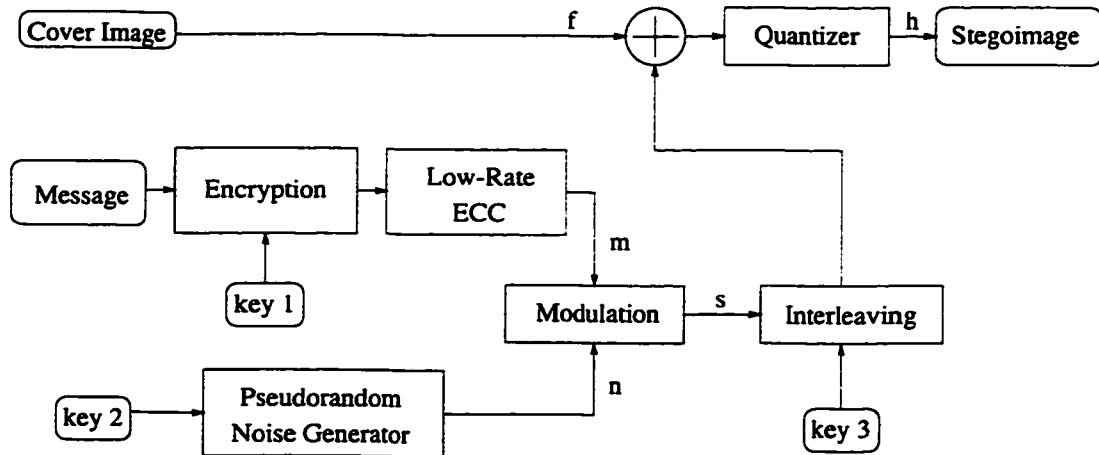 Cover Image
f
Quantizer
h
Stegoimage
Message
Encryption
Low-Rate
ECC
m
key 1
Modulation
s
Interleaving
n
key 2
Pseudorandom
Noise Generator
key 3